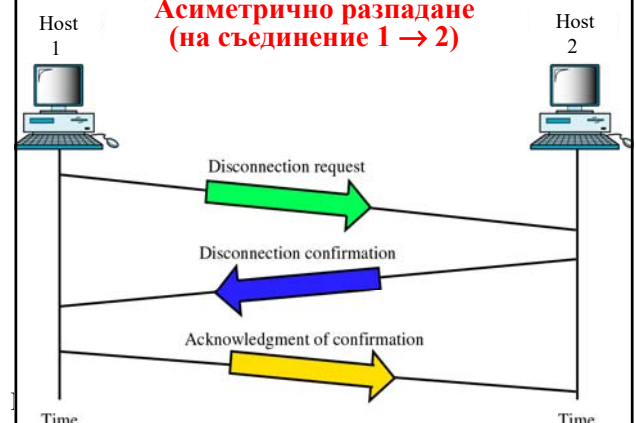 Асиметрично разпадане
(на съединение 1 → 2)
Host
1
Host
2
Disconnection request
Disconnection confirmation
Acknowledgment of confirmation
Time
Time